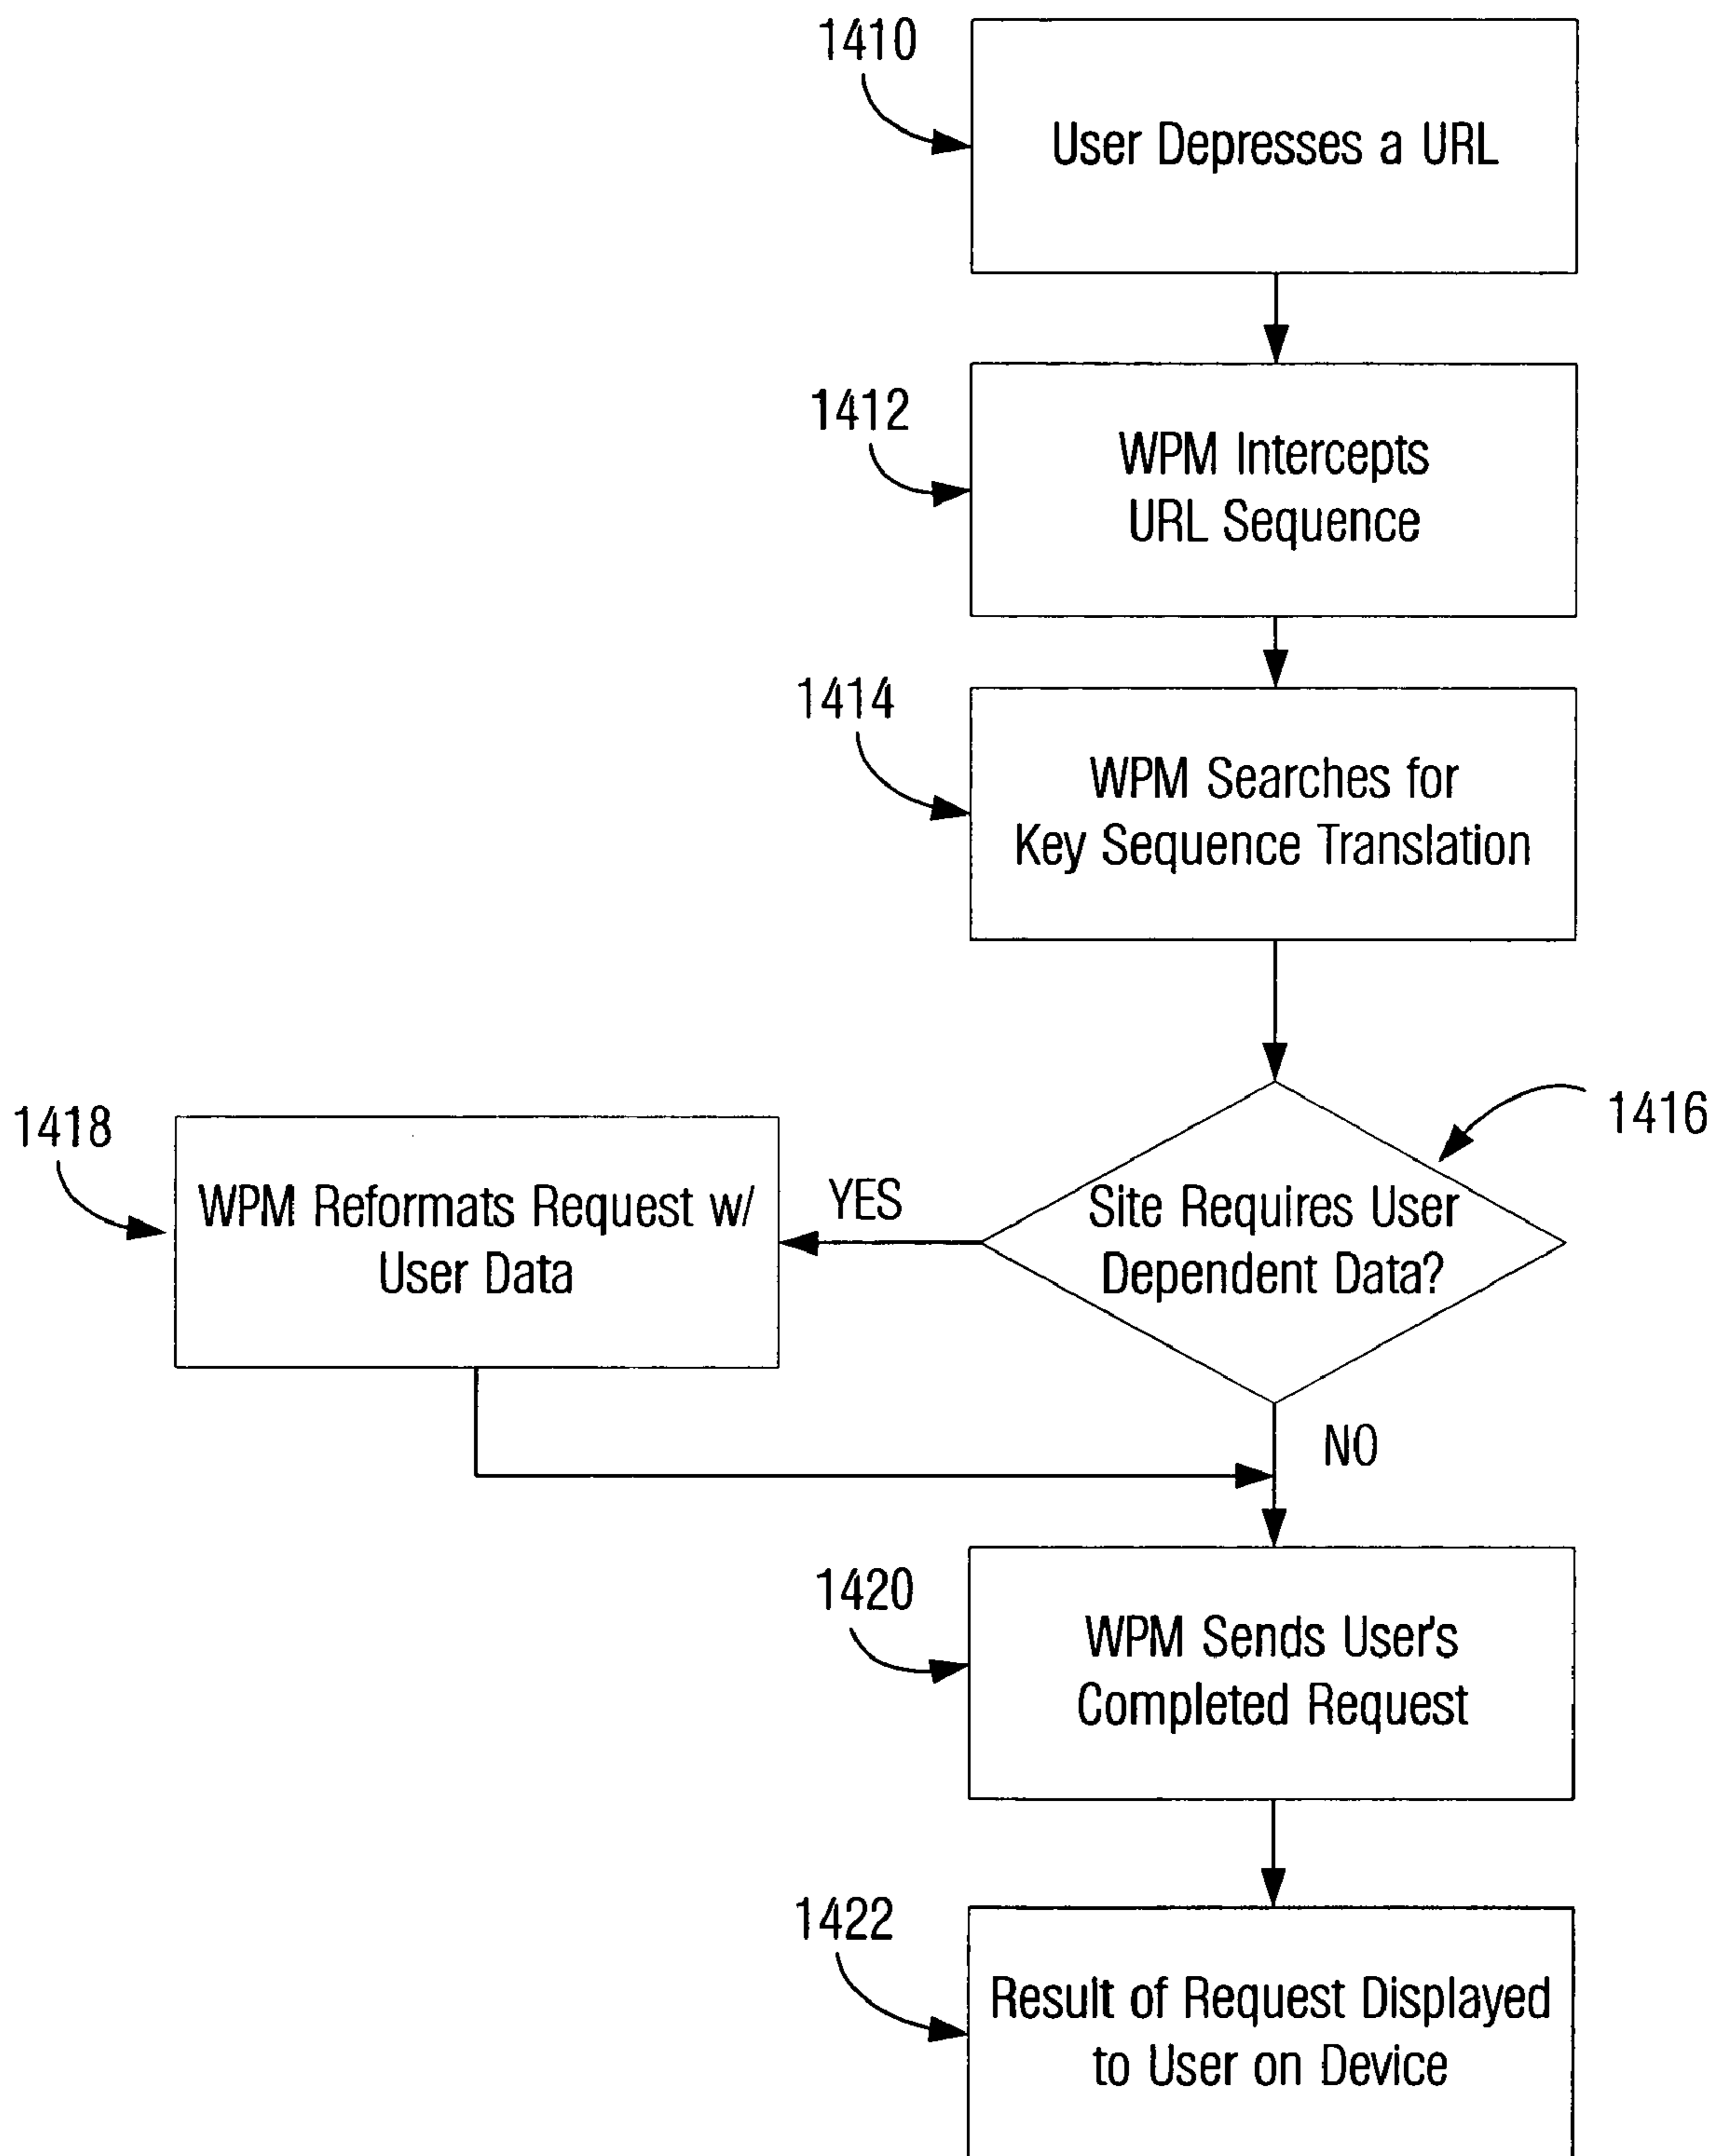 1410
User Depresses a URL
1412
WPM Intercepts
URL Sequence
1414
WPM Searches for
Key Sequence Translation
1416
Site Requires User
Dependent Data?
YES
1418
WPM Reformats Request w/
User Data
NO
1420
WPM Sends User's
Completed Request
1422
Result of Request Displayed
to User on Device